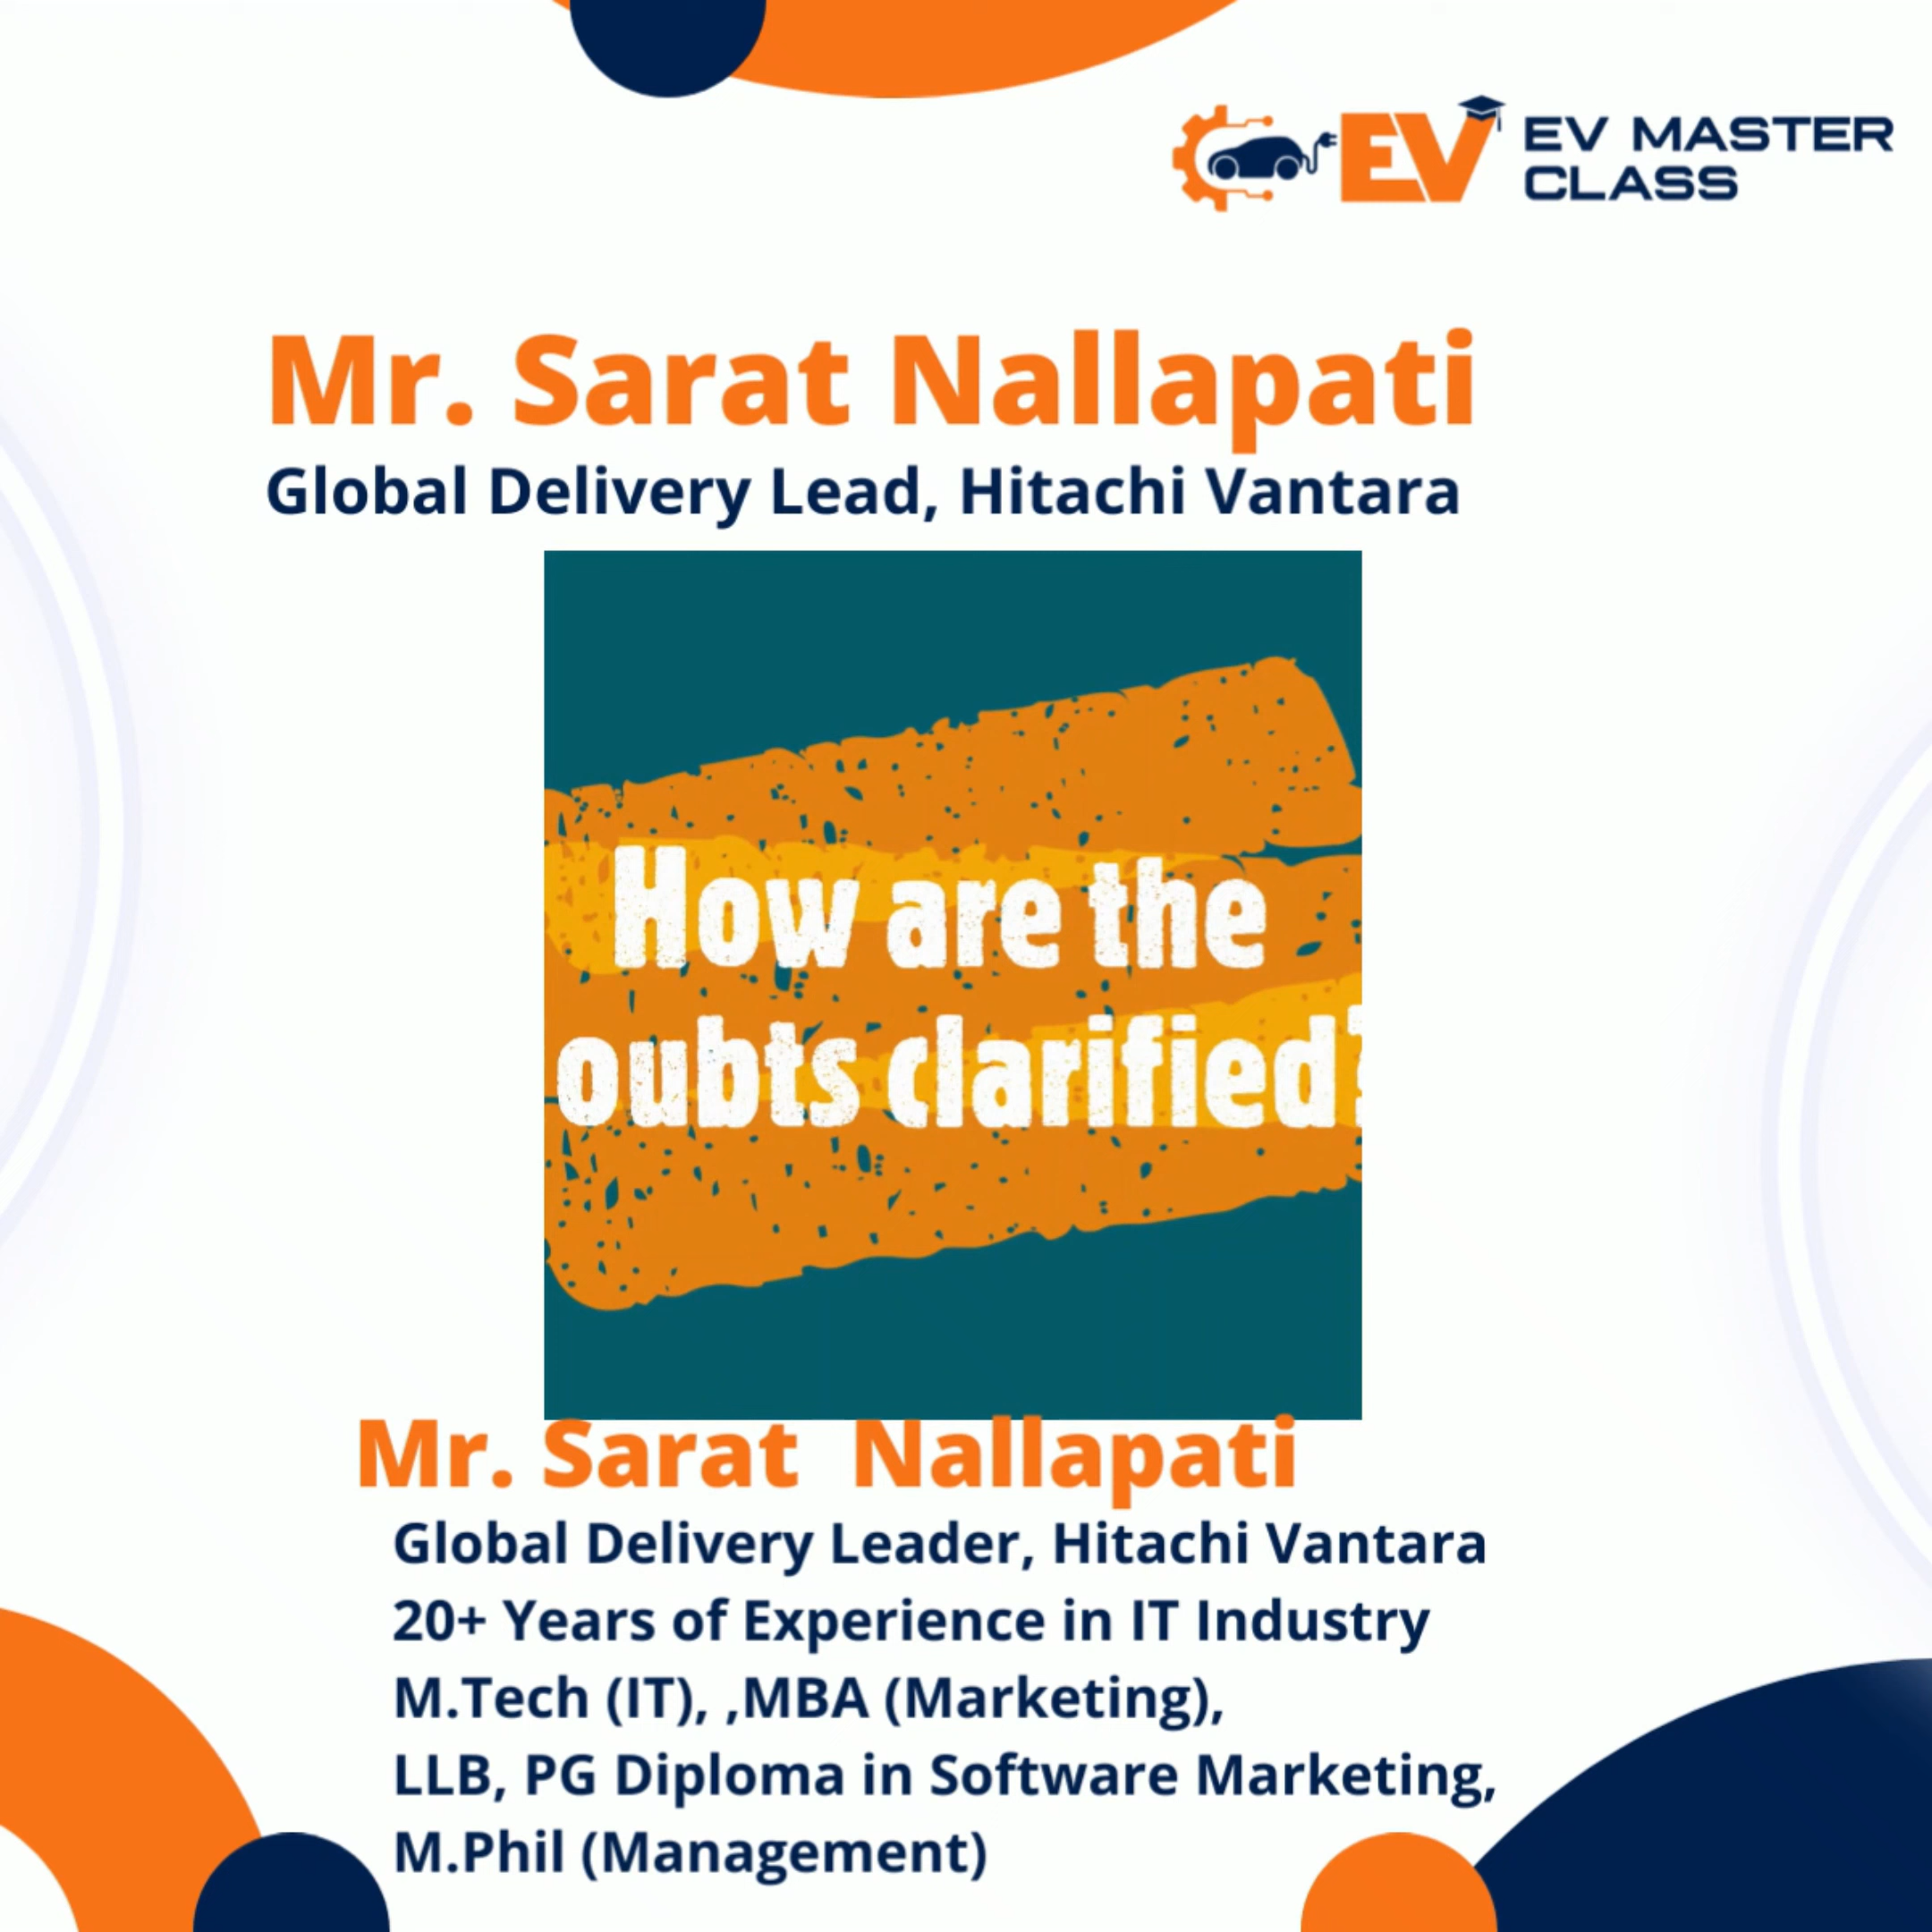 EV EV MASTER
CLASS
Mr. Sarat Nallapati
Global Delivery Lead, Hitachi Vantara
How are the
oubts clarified?
Mr. Sarat Nallapati
Global Delivery Leader, Hitachi Vantara
20+ Years of Experience in IT Industry
M.Tech (IT), ,MBA (Marketing),
LLB, PG Diploma in Software Marketing,
M.Phil (Management)